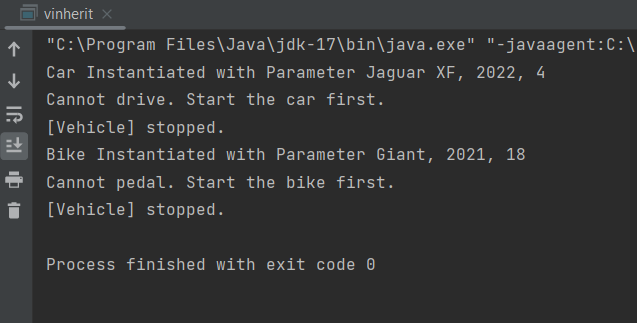 vinherit
"C:\Program Files\Java\jdk-17\bin\java.exe" "-javaagent:C:\
Car Instantiated with Parameter Jaguar XF, 2022, 4
Cannot drive. Start the car first.
[Vehicle] stopped.
Bike Instantiated with Parameter Giant, 2021, 18
Cannot pedal. Start the bike first.
[Vehicle] stopped.
Process finished with exit code 0